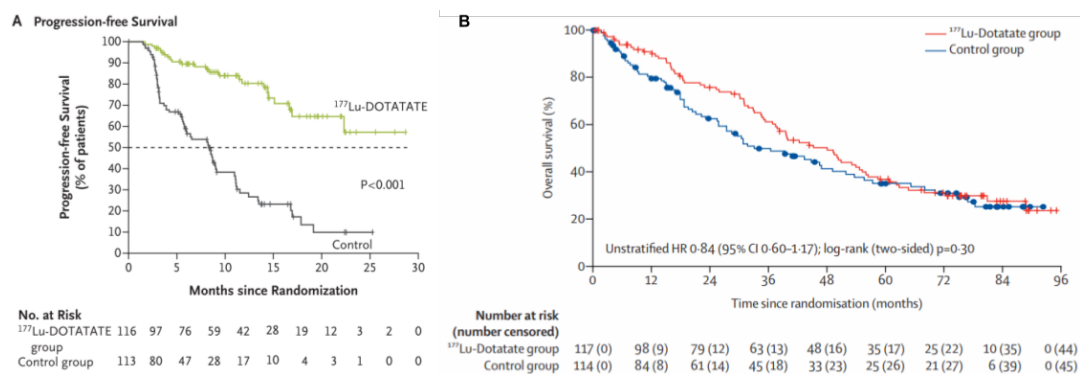 A Progression-free Survival
Progression-free Survival
(% of patients)
100
90
80
70
60
50
40
30
20
10
0
¹⁷⁷Lu-DOTATATE
P<0.001
Control
0 5 10 15 20 25 30
Months since Randomization
No. at Risk
¹⁷⁷Lu-DOTATATE 116 97 76 59 42 28 19 12 3 2 0
group
Control group 113 80 47 28 17 10 4 3 1 0 0
B
Overall survival (%)
100
80
60
40
20
0
¹⁷⁷Lu-Dotatate group
Control group
Unstratified HR 0·84 (95% CI 0·60–1·17); log-rank (two-sided) p=0·30
0 12 24 36 48 60 72 84 96
Time since randomisation (months)
Number at risk
(number censored)
¹⁷⁷Lu-Dotatate group 117 (0) 98 (9) 79 (12) 63 (13) 48 (16) 35 (17) 25 (22) 10 (35) 0 (44)
Control group 114 (0) 84 (8) 61 (14) 45 (18) 33 (23) 25 (26) 21 (27) 6 (39) 0 (45)